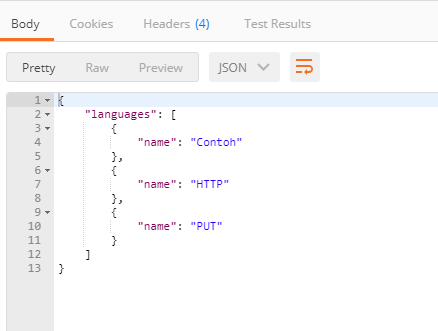 Body Cookies Headers (4) Test Results
Pretty Raw Preview JSON
1 {
2 "languages": [
3 {
4 "name": "Contoh"
5 },
6 {
7 "name": "HTTP"
8 },
9 {
10 "name": "PUT"
11 }
12 ]
13 }